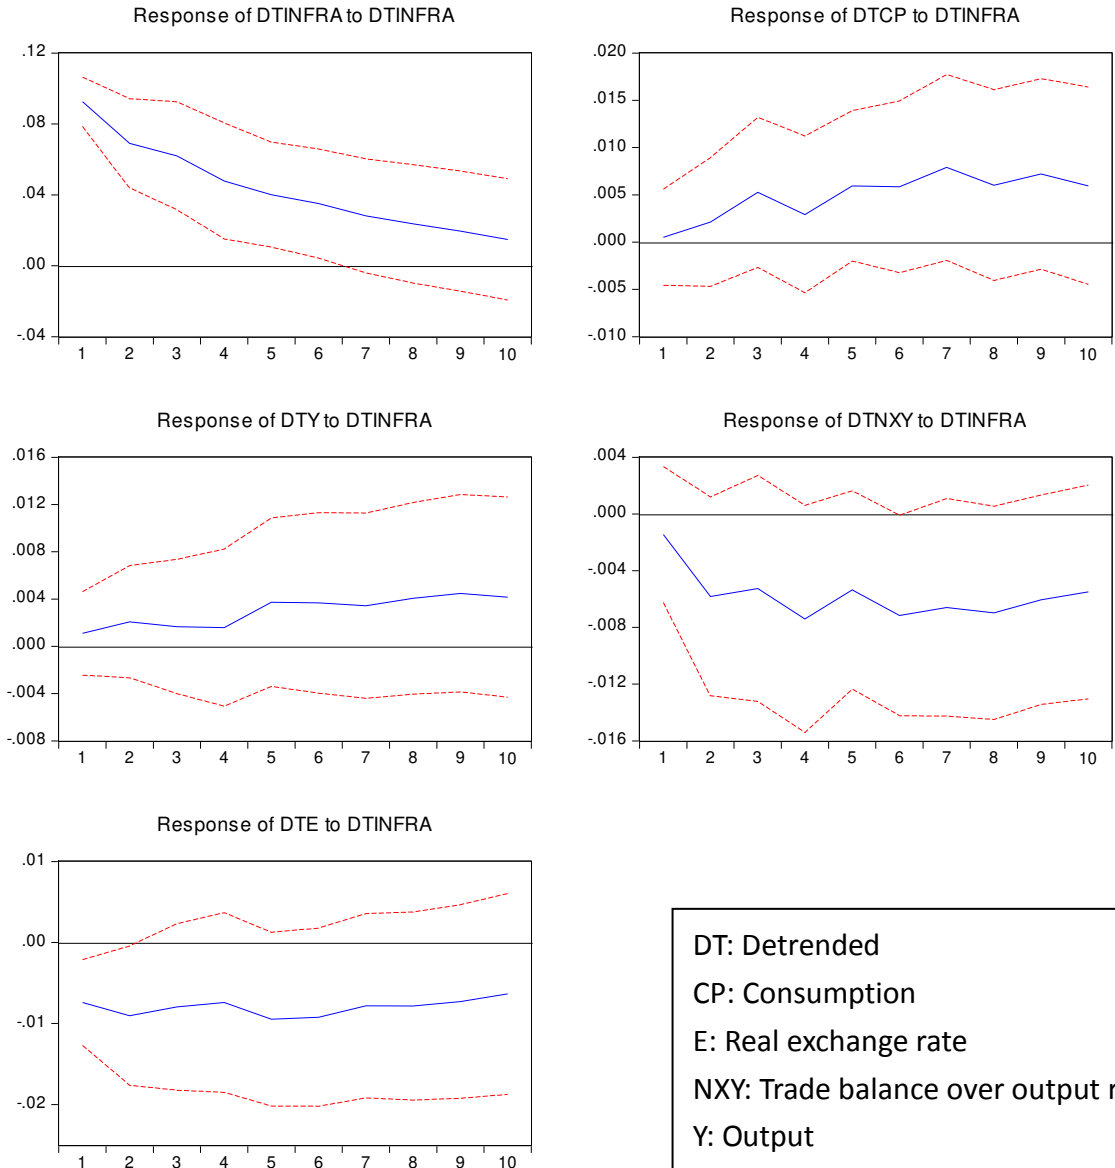 Response of DTINFRA to DTINFRA
.12
.08
.04
.00
-.04
1 2 3 4 5 6 7 8 9 10
Response of DTCP to DTINFRA
.020
.015
.010
.005
.000
-.005
-.010
1 2 3 4 5 6 7 8 9 10
Response of DTY to DTINFRA
.016
.012
.008
.004
.000
-.004
-.008
1 2 3 4 5 6 7 8 9 10
Response of DTNXY to DTINFRA
.004
.000
-.004
-.008
-.012
-.016
1 2 3 4 5 6 7 8 9 10
Response of DTE to DTINFRA
.01
.00
-.01
-.02
1 2 3 4 5 6 7 8 9 10
DT: Detrended
CP: Consumption
E: Real exchange rate
NXY: Trade balance over output
Y: Output